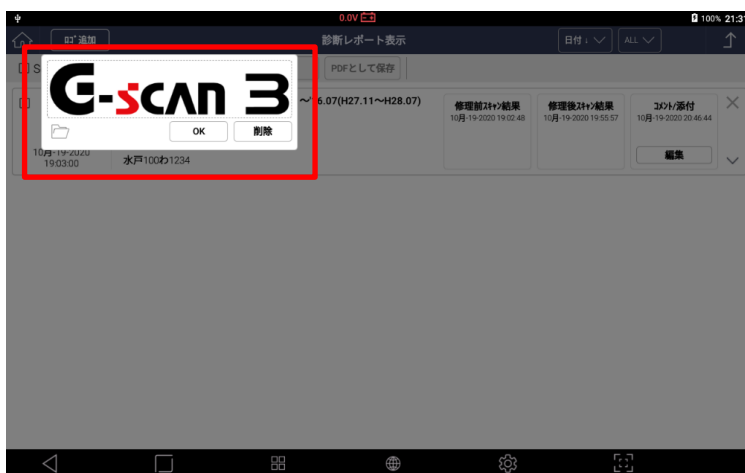 0.0V
100% 21:31
ロゴ追加
診断レポート表示
日付↓
ALL
S
PDFとして保存
G-scan 3
OK
削除
～'16.07(H27.11～H28.07)
修理前スキャン結果
10月-19-2020 19:02:48
修理後スキャン結果
10月-19-2020 19:55:57
コメント/添付
10月-19-2020 20:46:44
編集
10月-19-2020
19:03:00
水戸100わ1234